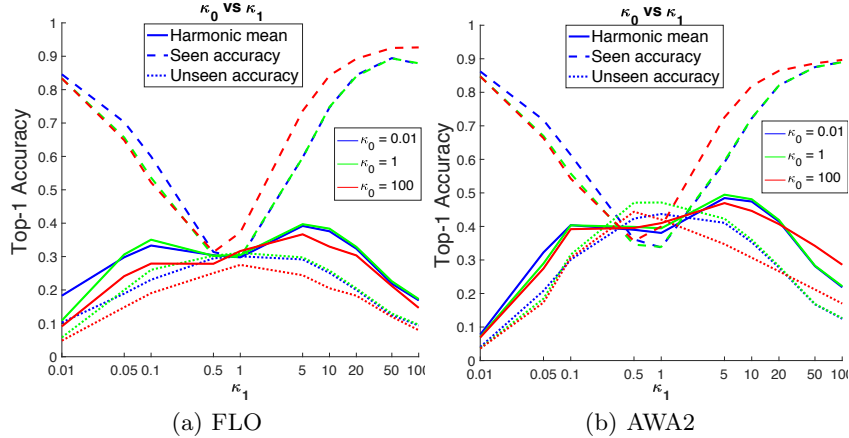 κ₀ vs κ₁
Harmonic mean
Seen accuracy
Unseen accuracy
κ₀ = 0.01
κ₀ = 1
κ₀ = 100
Top-1 Accuracy
1
0.9
0.8
0.7
0.6
0.5
0.4
0.3
0.2
0.1
0
0.01 0.05 0.1 0.5 1 5 10 20 50 100
κ₁
(a) FLO
κ₀ vs κ₁
Harmonic mean
Seen accuracy
Unseen accuracy
κ₀ = 0.01
κ₀ = 1
κ₀ = 100
Top-1 Accuracy
1
0.9
0.8
0.7
0.6
0.5
0.4
0.3
0.2
0.1
0
0.01 0.05 0.1 0.5 1 5 10 20 50 100
κ₁
(b) AWA2